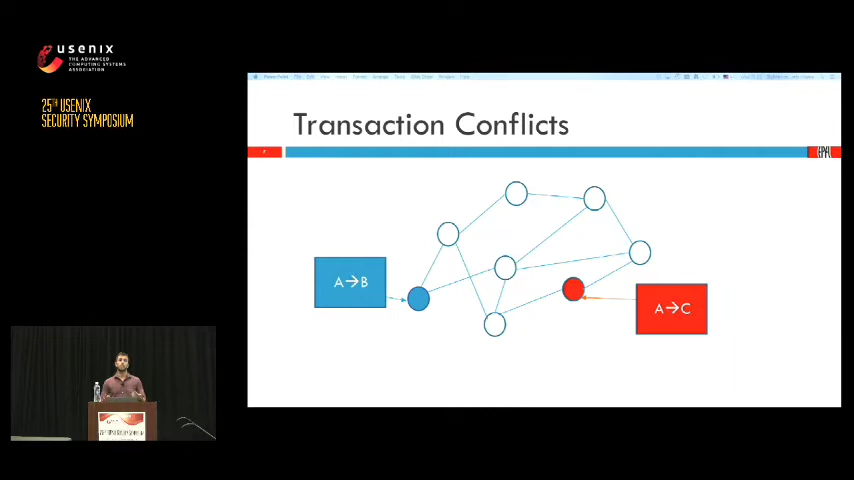 usenix
THE ADVANCED
COMPUTING SYSTEMS
ASSOCIATION
25TH USENIX
SECURITY SYMPOSIUM
Transaction Conflicts
A→B
A→C